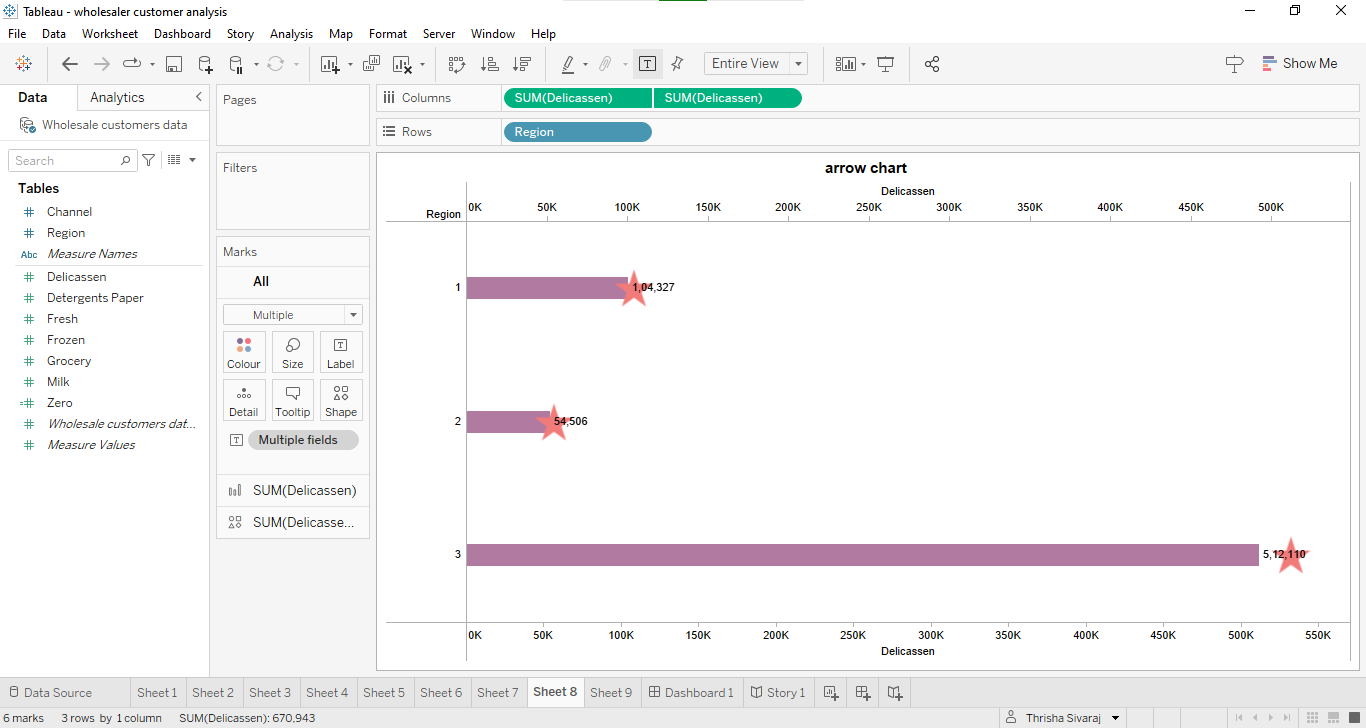 Tableau - wholesaler customer analysis
File Data Worksheet Dashboard Story Analysis Map Format Server Window Help
Entire View
Show Me
Data Analytics
Wholesale customers data
Search
Tables
Channel
Region
Abc Measure Names
Delicassen
Detergents Paper
Fresh
Frozen
Grocery
Milk
Zero
Wholesale customers dat...
Measure Values
Pages
Filters
Marks
All
Multiple
Colour Size Label
Detail Tooltip Shape
Multiple fields
SUM(Delicassen)
SUM(Delicasse...
Columns SUM(Delicassen) SUM(Delicassen)
Rows Region
arrow chart
Delicassen
Region 0K 50K 100K 150K 200K 250K 300K 350K 400K 450K 500K
1 1,04,327
2 54,506
3 5,12,110
0K 50K 100K 150K 200K 250K 300K 350K 400K 450K 500K 550K
Delicassen
Data Source Sheet 1 Sheet 2 Sheet 3 Sheet 4 Sheet 5 Sheet 6 Sheet 7 Sheet 8 Sheet 9 Dashboard 1 Story 1
6 marks 3 rows by 1 column SUM(Delicassen): 670,943 Thrisha Sivaraj